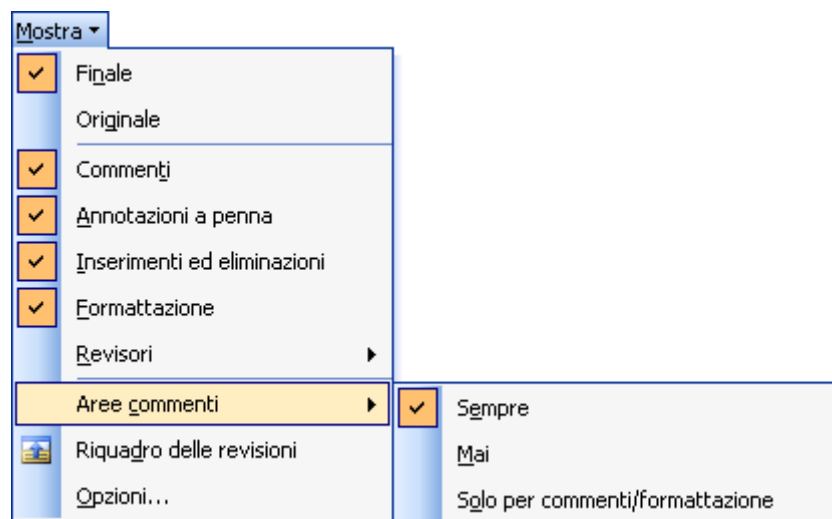 Mostra
Finale
Originale
Commenti
Annotazioni a penna
Inserimenti ed eliminazioni
Formattazione
Revisori
Aree commenti
Sempre
Riquadro delle revisioni
Mai
Opzioni...
Solo per commenti/formattazione